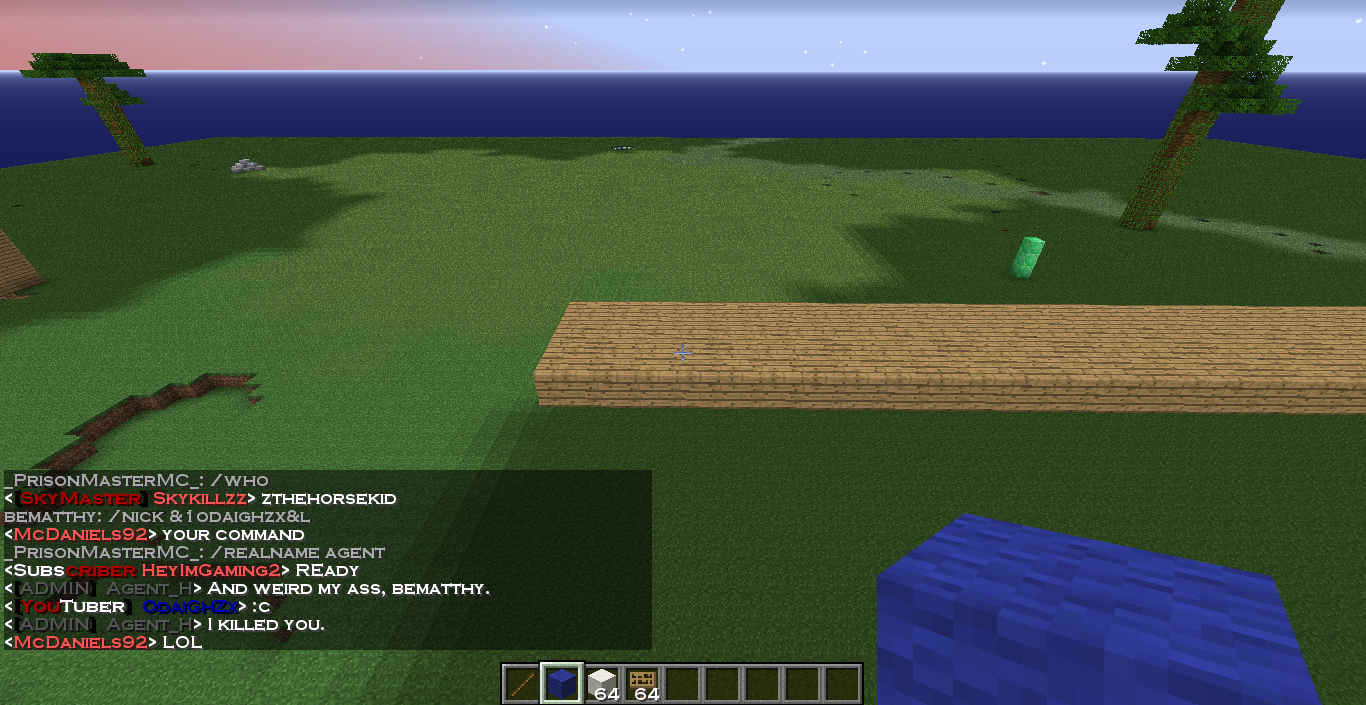 _PrisonMasterMC_: /who
<[SkyMaster] Skykillzz> zthehorsekid
bematthy: /nick &1odaighzx&l
<McDaniels92> your command
_PrisonMasterMC_: /realname agent
<Subscriber HeyImGaming2> REady
<[ADMIN] Agent_H> And weird my ass, bematthy.
<[YouTuber] OdaiGHZx> :c
<[ADMIN] Agent_H> I killed you.
<McDaniels92> LOL
64 64